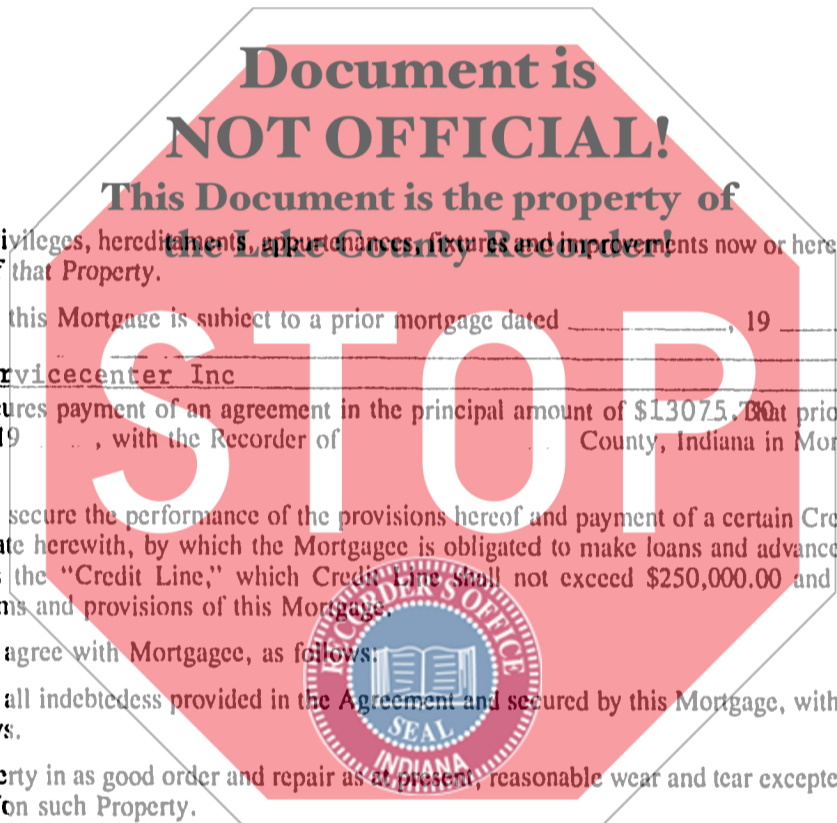 Document is
NOT OFFICIAL!
This Document is the property of
the Lake County Recorder!
ivileges, hereditaments, appurtenances, fixtures and improvements now or here
that Property.
this Mortgage is subject to a prior mortgage dated ____________, 19 ____
rvicecenter Inc
ures payment of an agreement in the principal amount of $13075. That prio
19 , with the Recorder of County, Indiana in Mor
STOP
secure the performance of the provisions hereof and payment of a certain Cre
ate herewith, by which the Mortgagee is obligated to make loans and advance
the "Credit Line," which Credit Line shall not exceed $250,000.00 and
ms and provisions of this Mortgage.
agree with Mortgagee, as follows:
all indebtedess provided in the Agreement and secured by this Mortgage, with
s.
erty in as good order and repair as at present, reasonable wear and tear excepte
on such Property.
RECORDER'S OFFICE
SEAL
INDIANA